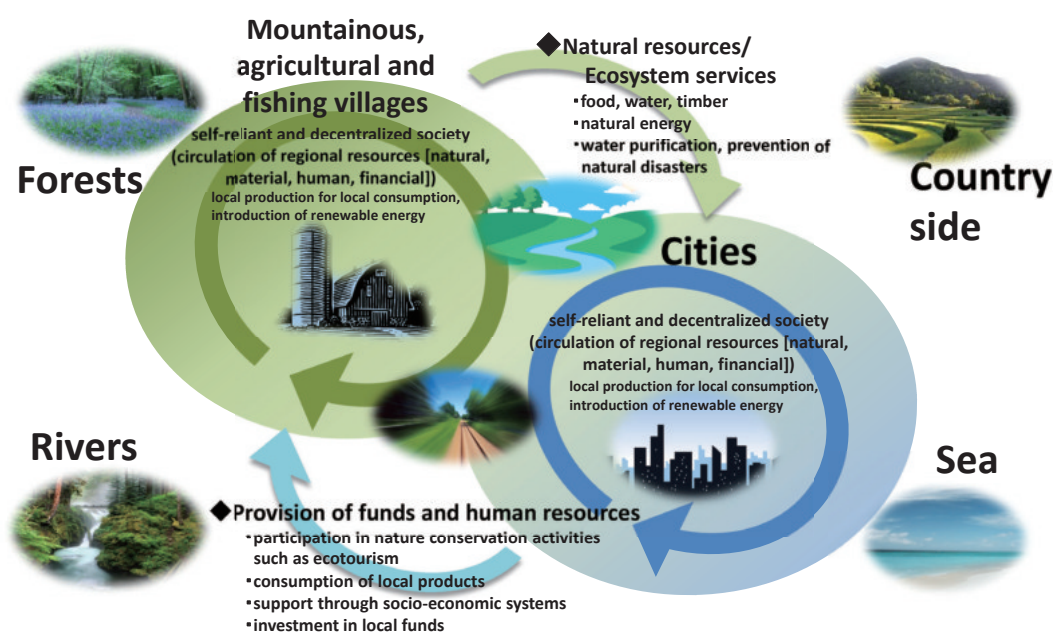 Mountainous,
agricultural and
fishing villages
self-reliant and decentralized society
(circulation of regional resources [natural,
material, human, financial])
local production for local consumption,
introduction of renewable energy
◆Natural resources/
Ecosystem services
・food, water, timber
・natural energy
・water purification, prevention of
natural disasters
Forests
Country
side
Cities
self-reliant and decentralized society
(circulation of regional resources [natural,
material, human, financial])
local production for local consumption,
introduction of renewable energy
Rivers
Sea
◆Provision of funds and human resources
・participation in nature conservation activities
such as ecotourism
・consumption of local products
・support through socio-economic systems
・investment in local funds